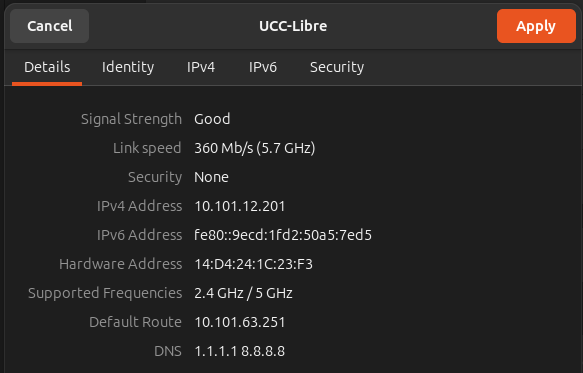 Cancel UCC-Libre Apply
Details Identity IPv4 IPv6 Security
Signal Strength Good
Link speed 360 Mb/s (5.7 GHz)
Security None
IPv4 Address 10.101.12.201
IPv6 Address fe80::9ecd:1fd2:50a5:7ed5
Hardware Address 14:D4:24:1C:23:F3
Supported Frequencies 2.4 GHz / 5 GHz
Default Route 10.101.63.251
DNS 1.1.1.1 8.8.8.8